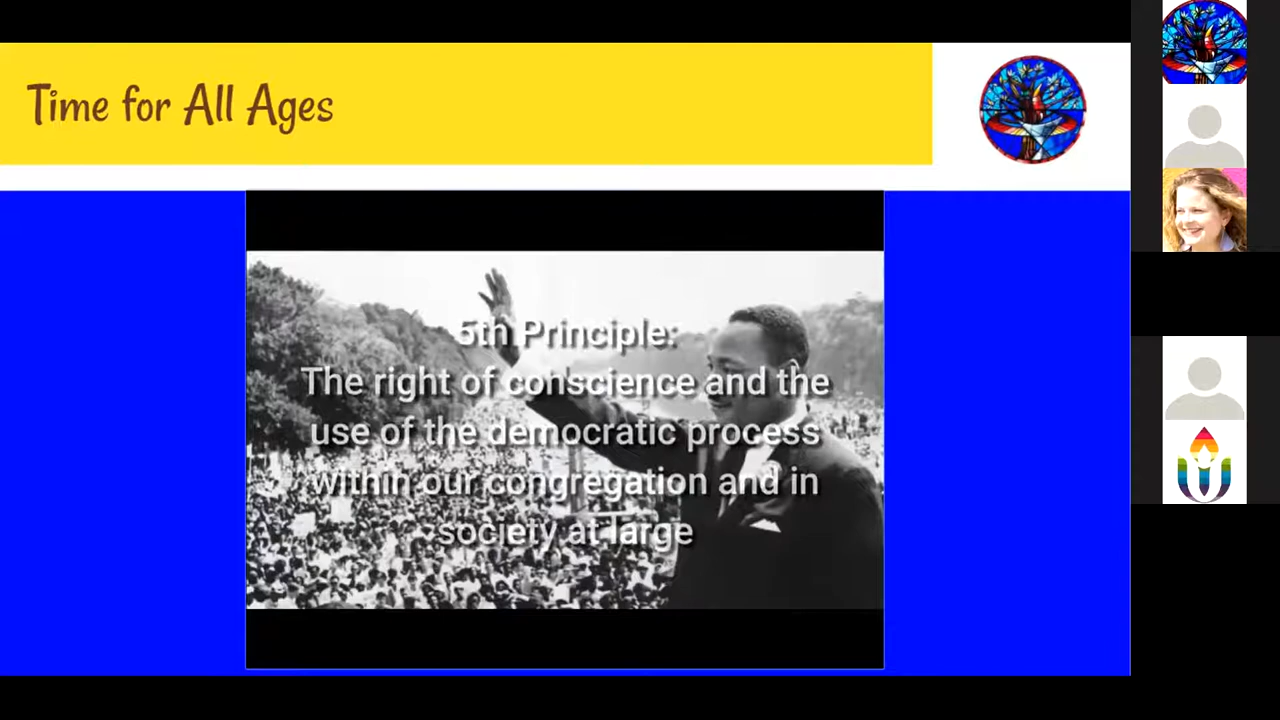 Time for All Ages
5th Principle:
The right of conscience and the
use of the democratic process
within our congregation and in
society at large